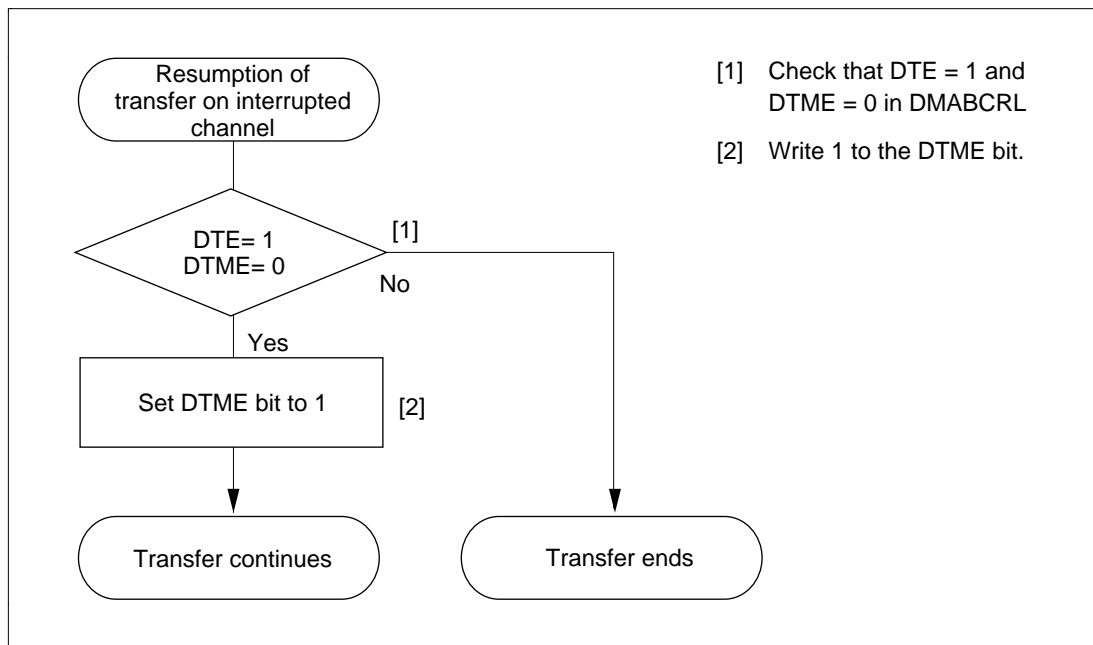 Resumption of
transfer on interrupted
channel
DTE= 1
DTME= 0
[1]
No
Yes
Set DTME bit to 1
[2]
Transfer continues
Transfer ends
[1] Check that DTE = 1 and
DTME = 0 in DMABCRL
[2] Write 1 to the DTME bit.